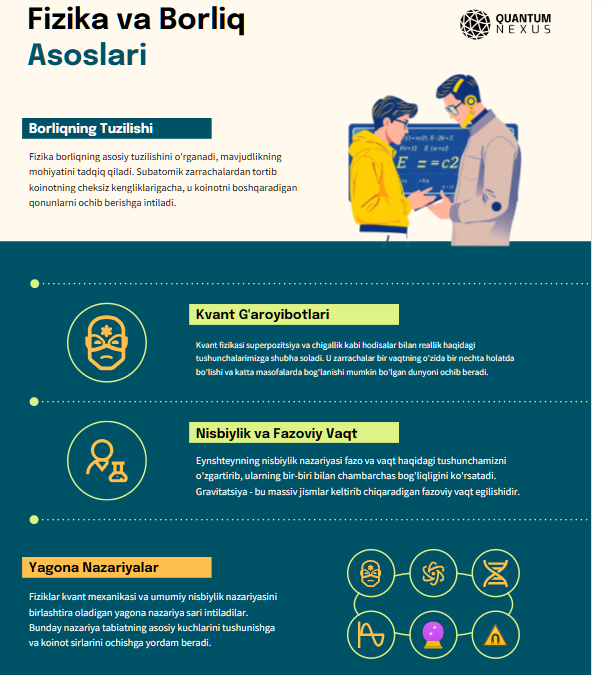 Fizika va Borliq
Asoslari
QUANTUM
NEXUS
Borliqning Tuzilishi
Fizika borliqning asosiy tuzilishini o'rganadi, mavjudlikning
mohiyatini tadqiq qiladi. Subatomik zarrachalardan tortib
koinotning cheksiz kengliklarigacha, u koinotni boshqaradigan
qonunlarni ochib berishga intiladi.
E = =c2
Kvant G'aroyibotlari
Kvant fizikasi superpozitsiya va chigallik kabi hodisalar bilan reallik haqidagi
tushunchalarimizga shubha soladi. U zarrachalar bir vaqtning o'zida bir nechta holatda
bo'lishi va katta masofalarda bog'lanishi mumkin bo'lgan dunyoni ochib beradi.
Nisbiylik va Fazoviy Vaqt
Eynshteynning nisbiylik nazariyasi fazo va vaqt haqidagi tushunchamizni
o'zgartirib, ularning bir-biri bilan chambarchas bog'liqligini ko'rsatadi.
Gravitatsiya - bu massiv jismlar keltirib chiqaradigan fazoviy vaqt egilishidir.
Yagona Nazariyalar
Fiziklar kvant mexanikasi va umumiy nisbiylik nazariyasini
birlashtira oladigan yagona nazariya sari intiladilar.
Bunday nazariya tabiatning asosiy kuchlarini tushunishga
va koinot sirlarini ochishga yordam beradi.